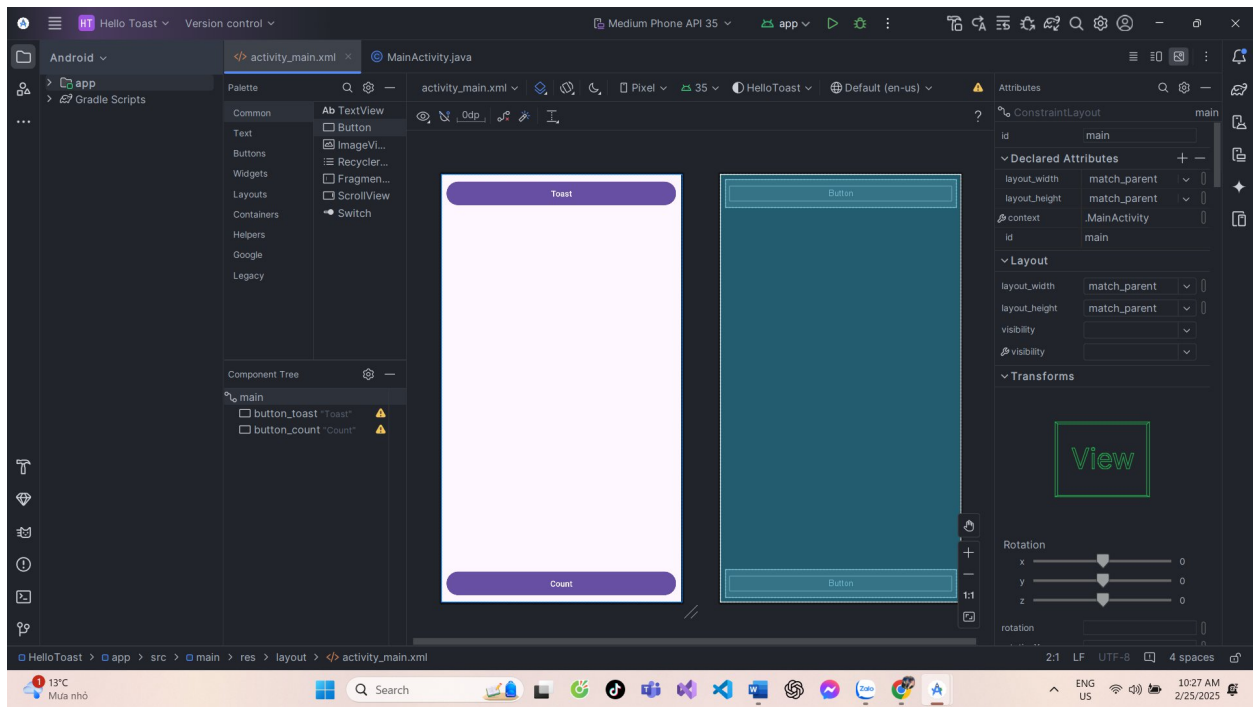 HT Hello Toast Version control Medium Phone API 35 app
Android
activity_main.xml MainActivity.java
app
Gradle Scripts
Palette
Common
Text
Buttons
Widgets
Layouts
Containers
Helpers
Google
Legacy
Ab TextView
Button
ImageVi...
Recycler...
Fragmen...
ScrollView
Switch
Component Tree
main
button_toast "Toast"
button_count "Count"
activity_main.xml Pixel 35 HelloToast Default (en-us)
0dp
?
Toast
Count
Button
Button
1:1
Attributes
ConstraintLayout main
id main
Declared Attributes
layout_width match_parent
layout_height match_parent
context .MainActivity
id main
Layout
layout_width match_parent
layout_height match_parent
visibility
visibility
Transforms
View
Rotation
x 0
y 0
z 0
rotation
HelloToast > app > src > main > res > layout > activity_main.xml 2:1 LF UTF-8 4 spaces
1
13°C
Mưa nhỏ
Search
Zalo
ENG
US
10:27 AM
2/25/2025